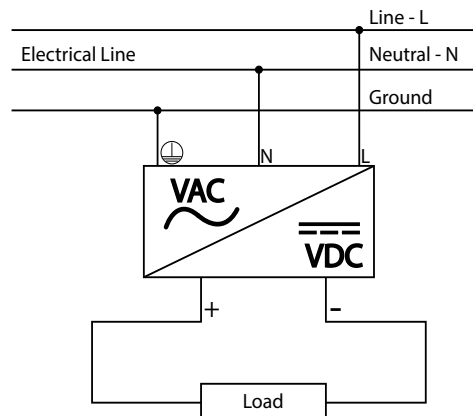 Line - L
Electrical Line
Neutral - N
Ground
N
L
VAC
VDC
+
-
Load